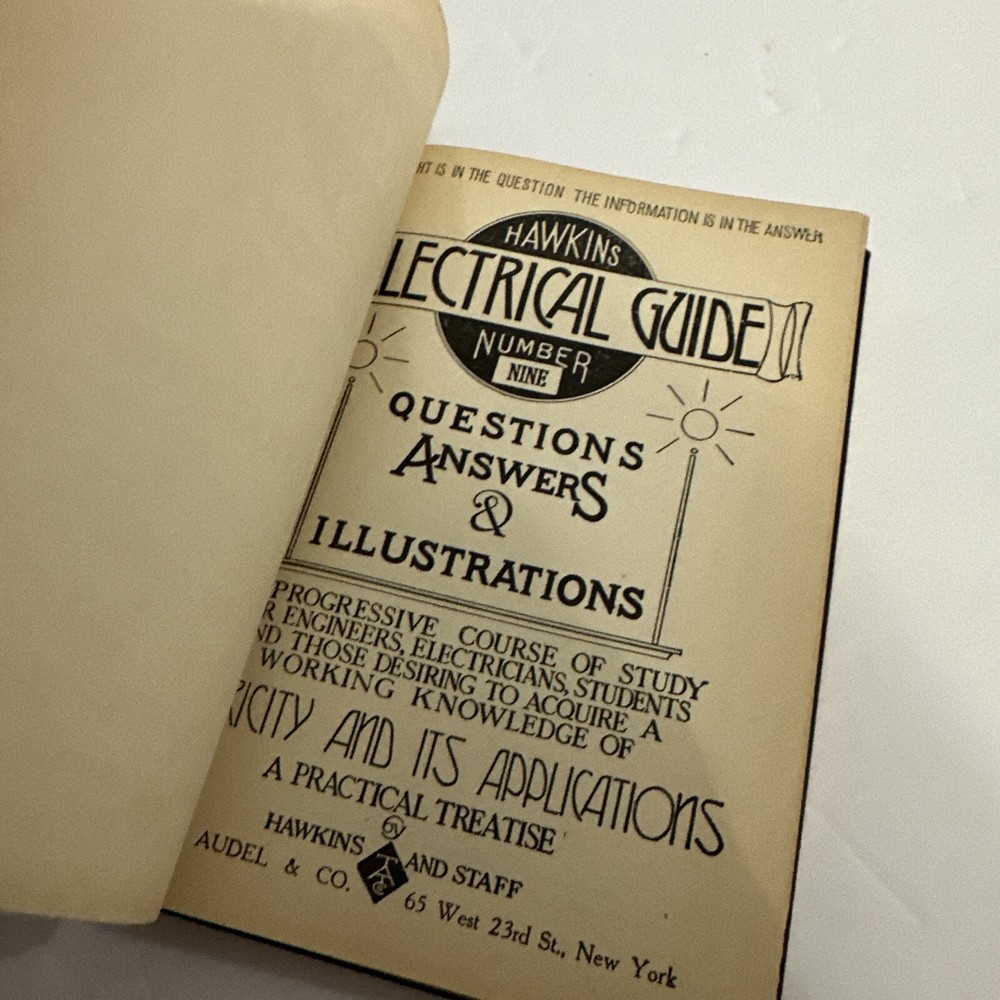 HT IS IN THE QUESTION THE INFORMATION IS IN THE ANSWER
HAWKINS
LECTRICAL GUIDE
NUMBER
NINE
QUESTIONS
ANSWERS
&
ILLUSTRATIONS
PROGRESSIVE COURSE OF STUDY
R ENGINEERS, ELECTRICIANS, STUDENTS
ND THOSE DESIRING TO ACQUIRE A
WORKING KNOWLEDGE OF
RICITY AND ITS APPLICATIONS
A PRACTICAL TREATISE
BY
HAWKINS AND STAFF
AUDEL & CO. 65 West 23rd St., New York